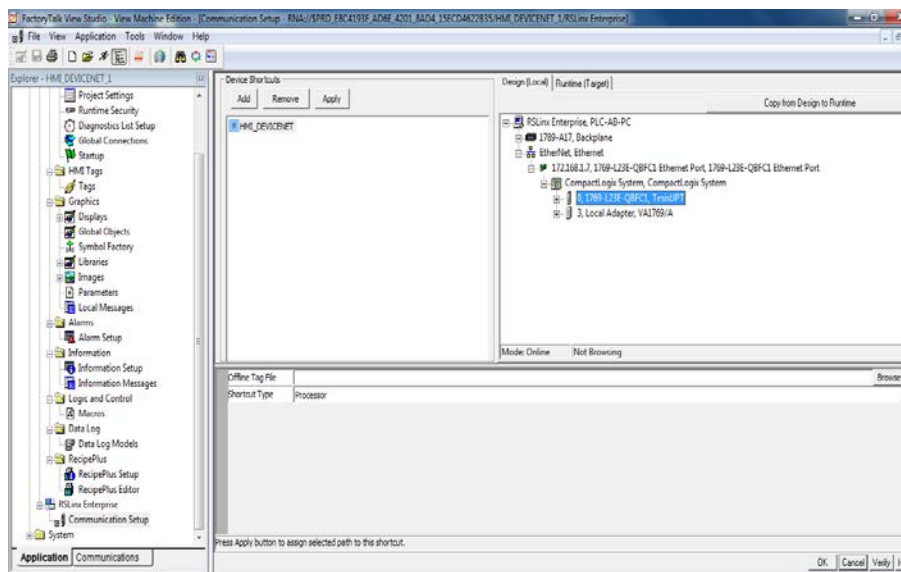 FactoryTalk View Studio - View Machine Edition - [Communication Setup - RNA://$PRD_E8C4193F_AD6E_4201_8AD4_15ECD4622B35/HMI_DEVICENET_1/RSLinx Enterprise]
File View Application Tools Window Help
Explorer - HMI_DEVICENET_1
Project Settings
Runtime Security
Diagnostics List Setup
Global Connections
Startup
HMI Tags
Tags
Graphics
Displays
Global Objects
Symbol Factory
Libraries
Images
Parameters
Local Messages
Alarms
Alarm Setup
Information
Information Setup
Information Messages
Logic and Control
Macros
Data Log
Data Log Models
RecipePlus
RecipePlus Setup
RecipePlus Editor
RSLinx Enterprise
Communication Setup
System
Application Communications
Device Shortcuts
Add Remove Apply
HMI_DEVICENET
Design (Local) Runtime (Target)
Copy from Design to Runtime
RSLinx Enterprise, PLC-AB-PC
1789-A17, Backplane
EtherNet, Ethernet
172.168.1.7, 1769-L23E-QBFC1 Ethernet Port, 1769-L23E-QBFC1 Ethernet Port
CompactLogix System, CompactLogix System
0, 1769-L23E-QBFC1, TesisUPT
3, Local Adapter, VA1769/A
Mode: Online Not Browsing
Offline Tag File Browse
Shortcut Type Processor
Press Apply button to assign selected path to this shortcut.
OK Cancel Verify